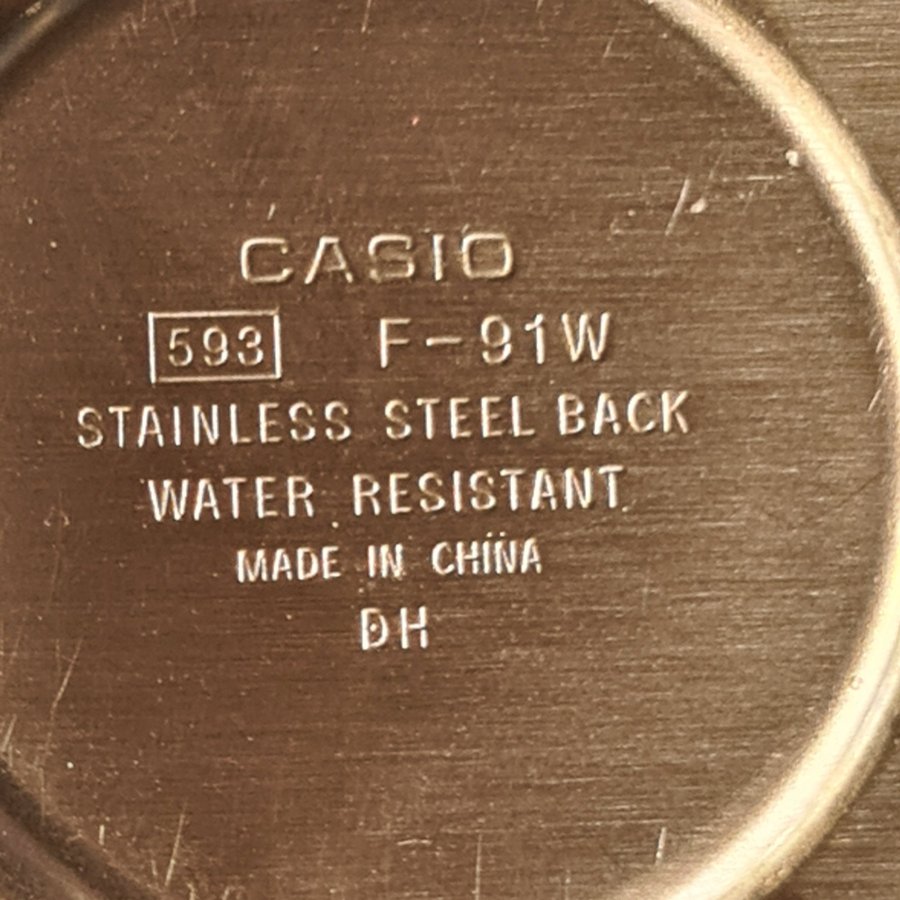 CASIO
593 F-91W
STAINLESS STEEL BACK
WATER RESISTANT
MADE IN CHINA
DH